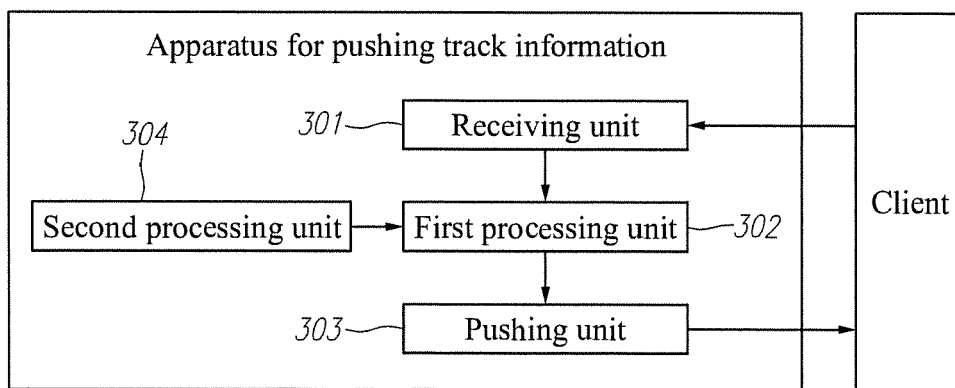 Apparatus for pushing track information
301
Receiving unit
304
Second processing unit
First processing unit
302
Client
303
Pushing unit